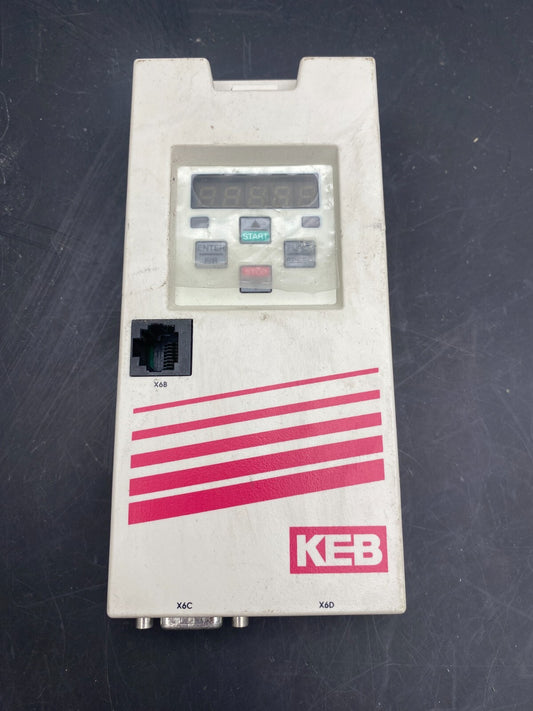 START
ENTER
F/R
STOP
X6B
KEB
X6C
X6D